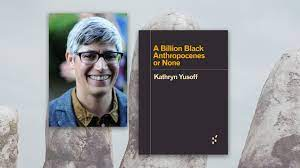 A Billion Black
Anthropocenes
or None
Kathryn Yusoff